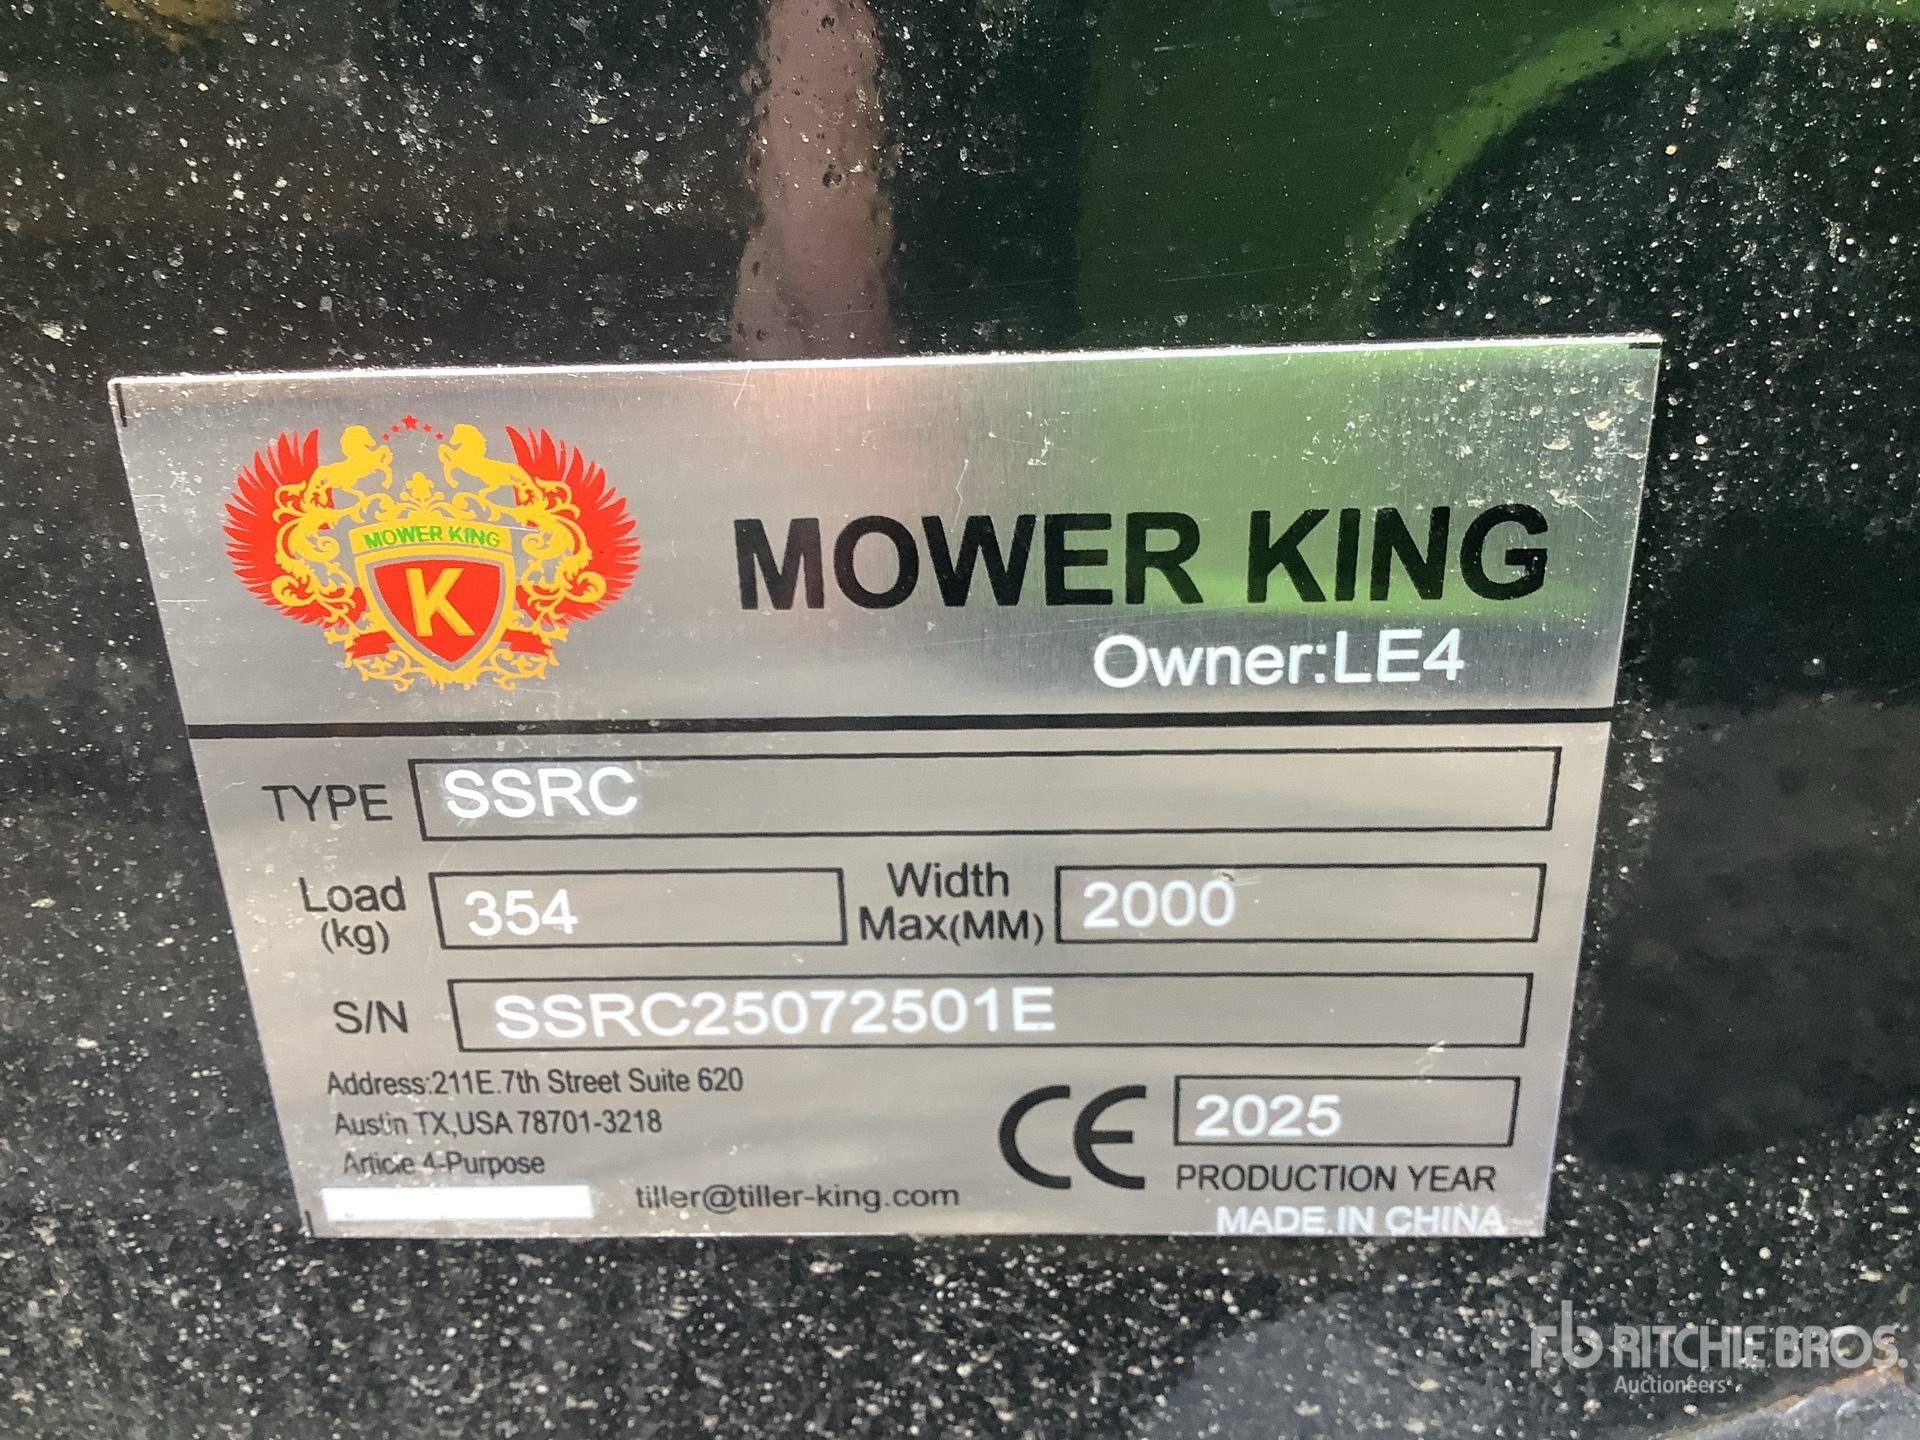 MOWER KING
K
MOWER KING
Owner:LE4
TYPE SSRC
Load (kg) 354 Width Max(MM) 2000
S/N SSRC25072501E
Address:211E.7th Street Suite 620
Austin TX,USA 78701-3218
Article 4-Purpose
tiller@tiller-king.com
CE 2025
PRODUCTION YEAR
MADE IN CHINA
rb RITCHIE BROS.
Auctioneers